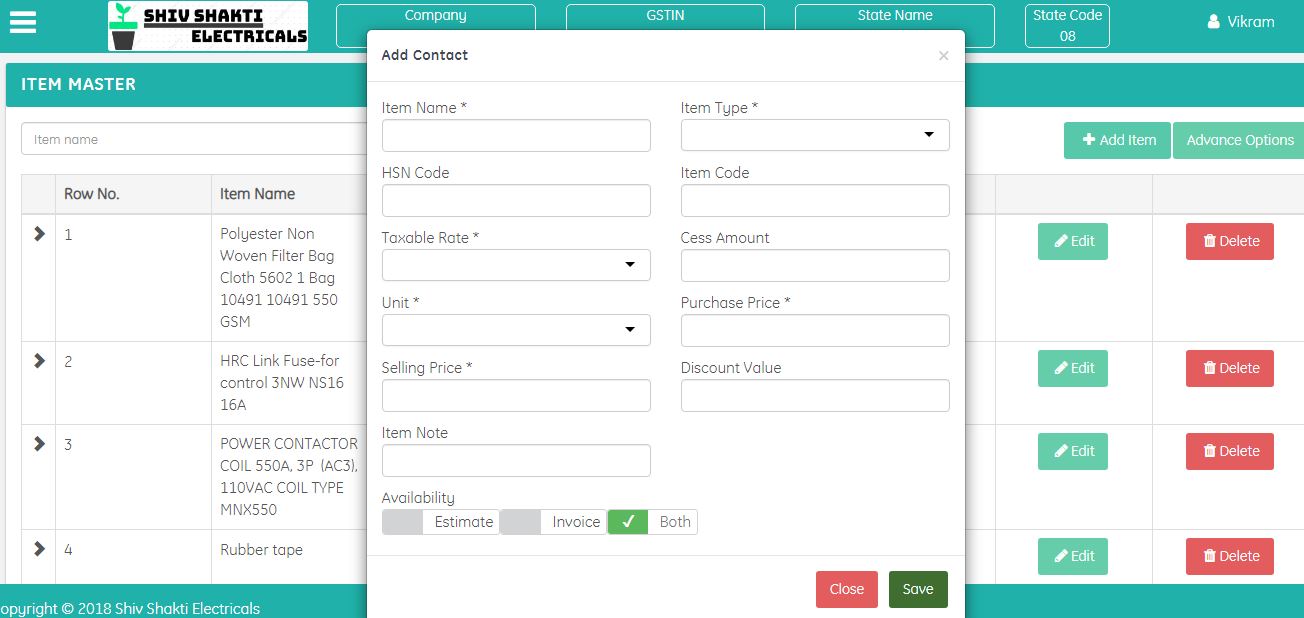 SHIV SHAKTI
ELECTRICALS
Company
GSTIN
State Name
State Code
08
Vikram
ITEM MASTER
Item name
Add Item
Advance Options
Row No.
Item Name
1
Polyester Non
Woven Filter Bag
Cloth 5602 1 Bag
10491 10491 550
GSM
Edit
Delete
2
HRC Link Fuse-for
control 3NW NS16
16A
Edit
Delete
3
POWER CONTACTOR
COIL 550A, 3P (AC3),
110VAC COIL TYPE
MNX550
Edit
Delete
4
Rubber tape
Edit
Delete
Add Contact
×
Item Name *
Item Type *
HSN Code
Item Code
Taxable Rate *
Cess Amount
Unit *
Purchase Price *
Selling Price *
Discount Value
Item Note
Availability
Estimate
Invoice
Both
Close
Save
opyright © 2018 Shiv Shakti Electricals